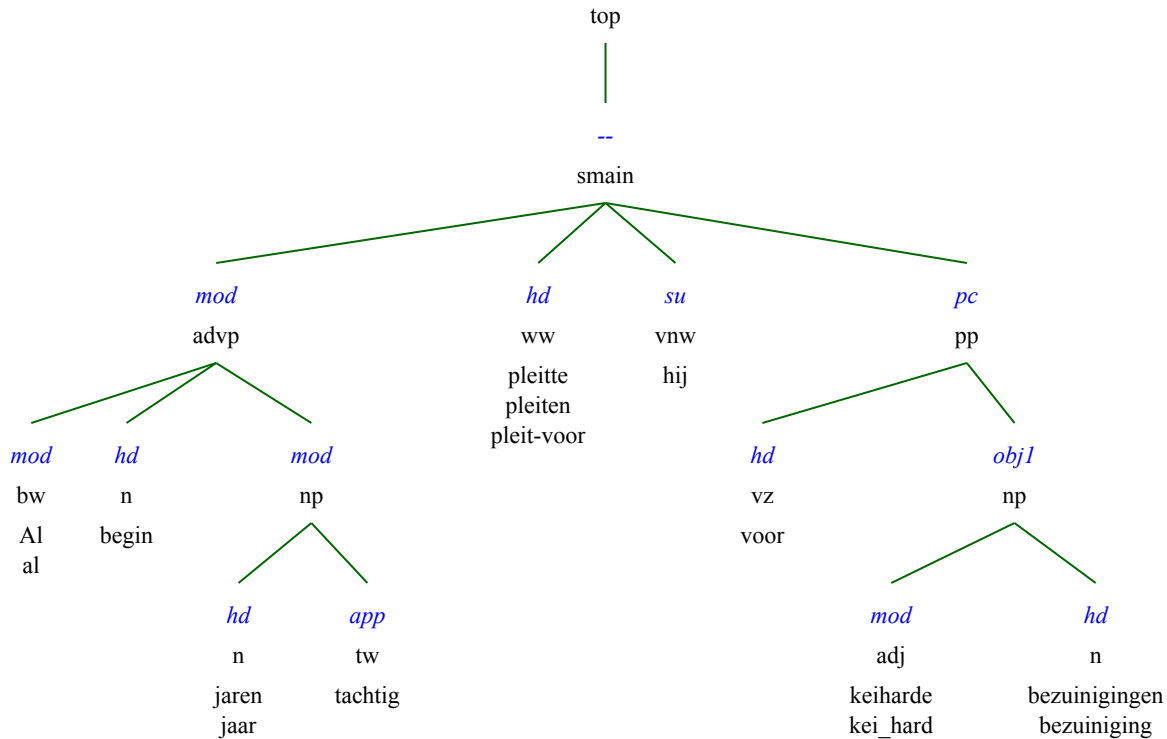 top
--
smain
mod hd su pc
advp ww vnw pp
pleitte hij
pleiten
pleit-voor
mod hd mod hd obj1
bw n np vz np
Al begin voor
al
hd app mod hd
n tw adj n
jaren tachtig keiharde bezuinigingen
jaar kei_hard bezuiniging